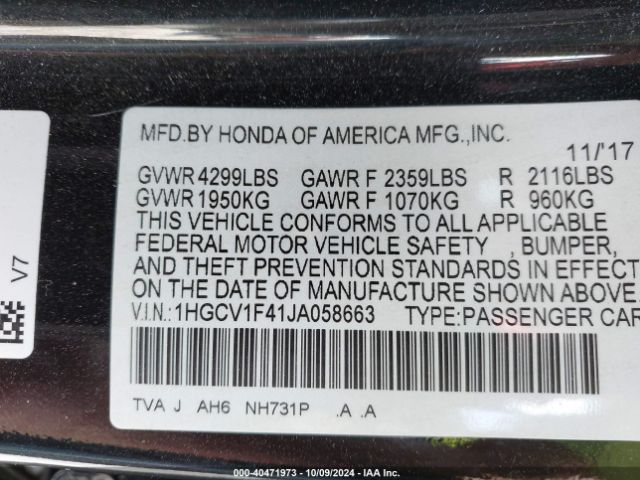 MFD.BY HONDA OF AMERICA MFG.,INC.
11/'17
GVWR 4299LBS GAWR F 2359LBS R 2116LBS
GVWR 1950KG GAWR F 1070KG R 960KG
THIS VEHICLE CONFORMS TO ALL APPLICABLE
FEDERAL MOTOR VEHICLE SAFETY , BUMPER,
AND THEFT PREVENTION STANDARDS IN EFFECT
ON THE DATE OF MANUFACTURE SHOWN ABOVE.
V.I.N.: 1HGCV1F41JA058663 TYPE:PASSENGER CAR
TVA J AH6 NH731P .A .A
V7
000-40471973 | 10/09/2024 | IAA Inc.